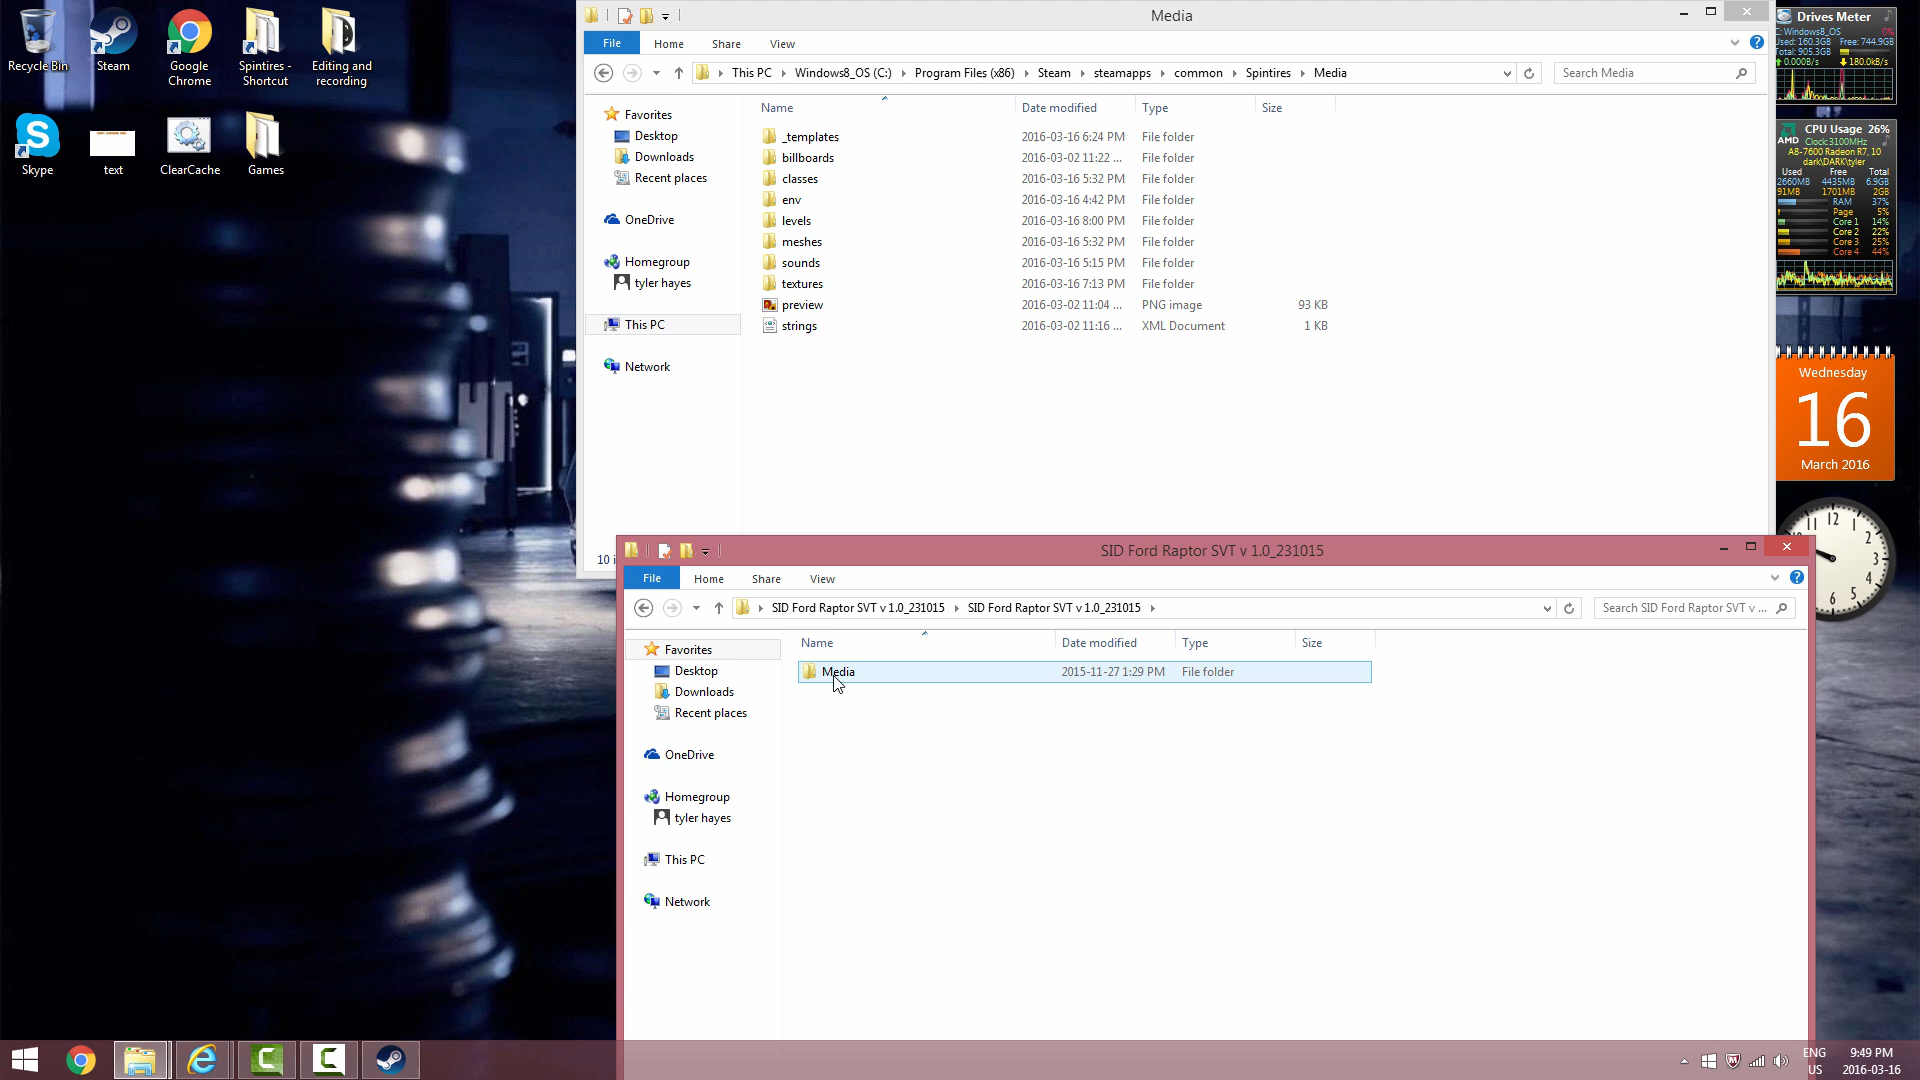 Recycle Bin
Steam
Google Chrome
Spintires - Shortcut
Editing and recording
Skype
text
ClearCache
Games
Media
File
Home
Share
View
This PC
Windows8_OS (C:)
Program Files (x86)
Steam
steamapps
common
Spintires
Media
Search Media
Favorites
Desktop
Downloads
Recent places
OneDrive
Homegroup
tyler hayes
This PC
Network
Name Date modified Type Size
_templates 2016-03-16 6:24 PM File folder
billboards 2016-03-02 11:22 ... File folder
classes 2016-03-16 5:32 PM File folder
env 2016-03-16 4:42 PM File folder
levels 2016-03-16 8:00 PM File folder
meshes 2016-03-16 5:32 PM File folder
sounds 2016-03-16 5:15 PM File folder
textures 2016-03-16 7:13 PM File folder
preview 2016-03-02 11:04 ... PNG image 93 KB
strings 2016-03-02 11:16 ... XML Document 1 KB
10 i
SID Ford Raptor SVT v 1.0_231015
File
Home
Share
View
SID Ford Raptor SVT v 1.0_231015
SID Ford Raptor SVT v 1.0_231015
Search SID Ford Raptor SVT v ...
Favorites
Desktop
Downloads
Recent places
OneDrive
Homegroup
tyler hayes
This PC
Network
Name Date modified Type Size
Media 2015-11-27 1:29 PM File folder
Drives Meter
C: Windows8_OS 0%
Used: 160.3GB Free: 744.9GB
Total: 905.3GB
0.000B/s 180.0kB/s
AMD
CPU Usage 26%
Clock:3100MHz
A8-7600 Radeon R7, 10
dark\DARK\tyler
Used Free Total
2660MB 4435MB 6.9GB
91MB 1701MB 2GB
RAM 37%
Page 5%
Core 1 14%
Core 2 22%
Core 3 25%
Core 4 44%
Wednesday
16
March 2016
11 12 1
2
3
4
5
6
ENG
US
9:49 PM
2016-03-16